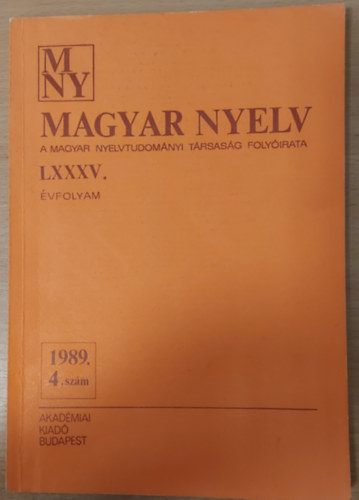 M
NY
MAGYAR NYELV
A MAGYAR NYELVTUDOMÁNYI TÁRSASÁG FOLYÓIRATA
LXXXV.
ÉVFOLYAM
1989.
4. szám
AKADÉMIAI
KIADÓ
BUDAPEST